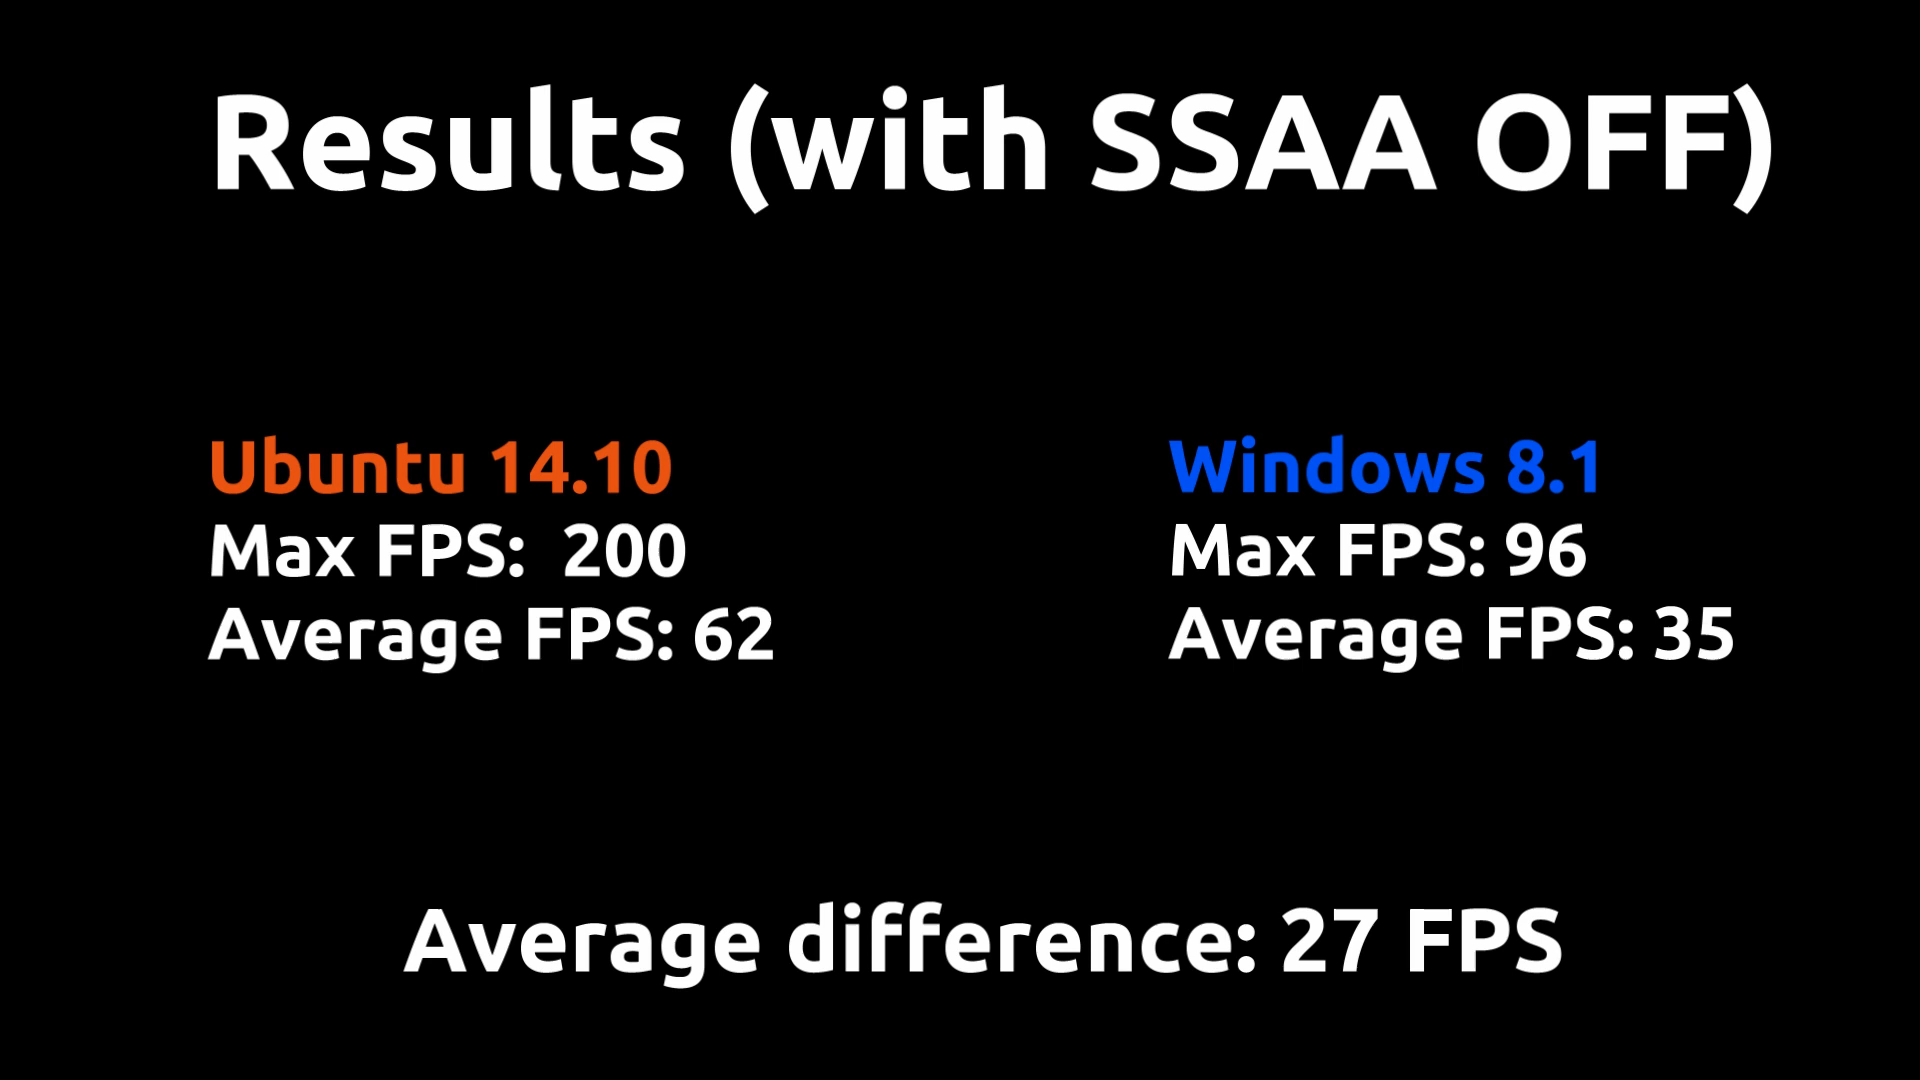 Results (with SSAA OFF)
Ubuntu 14.10
Max FPS:  200
Average FPS: 62
Windows 8.1
Max FPS: 96
Average FPS: 35
Average difference: 27 FPS